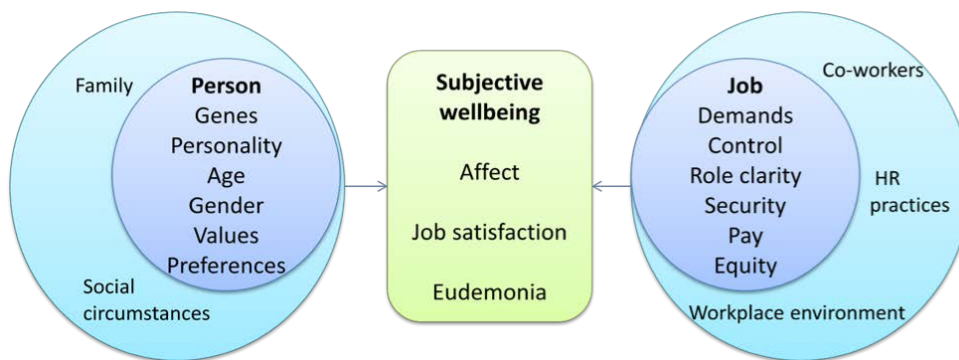 Family
Person
Genes
Personality
Age
Gender
Values
Preferences
Social
circumstances
Subjective
wellbeing
Affect
Job satisfaction
Eudemonia
Job
Demands
Control
Role clarity
Security
Pay
Equity
Co-workers
HR
practices
Workplace environment